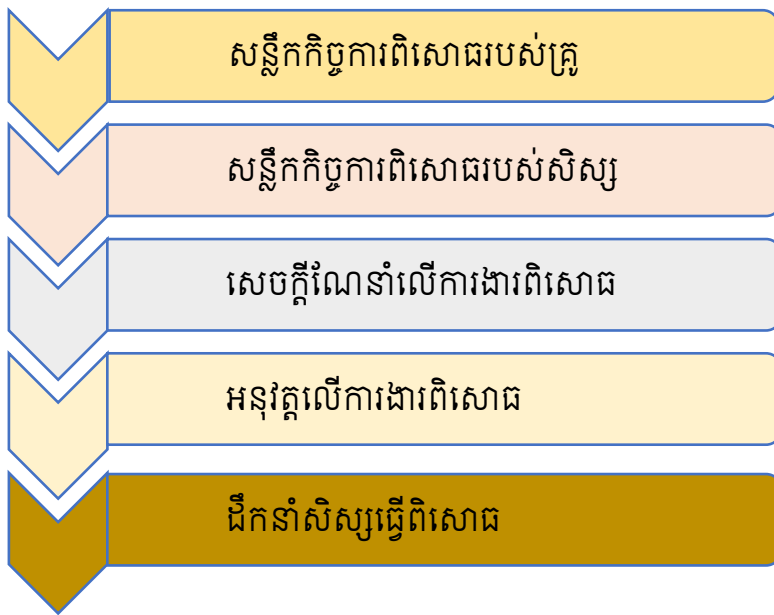 សន្លឹកកិច្ចការពិសោធរបស់គ្រូ
សន្លឹកកិច្ចការពិសោធរបស់សិស្ស
សេចក្តីណែនាំលើការងារពិសោធ
អនុវត្តលើការងារពិសោធ
ដឹកនាំសិស្សធ្វើពិសោធ